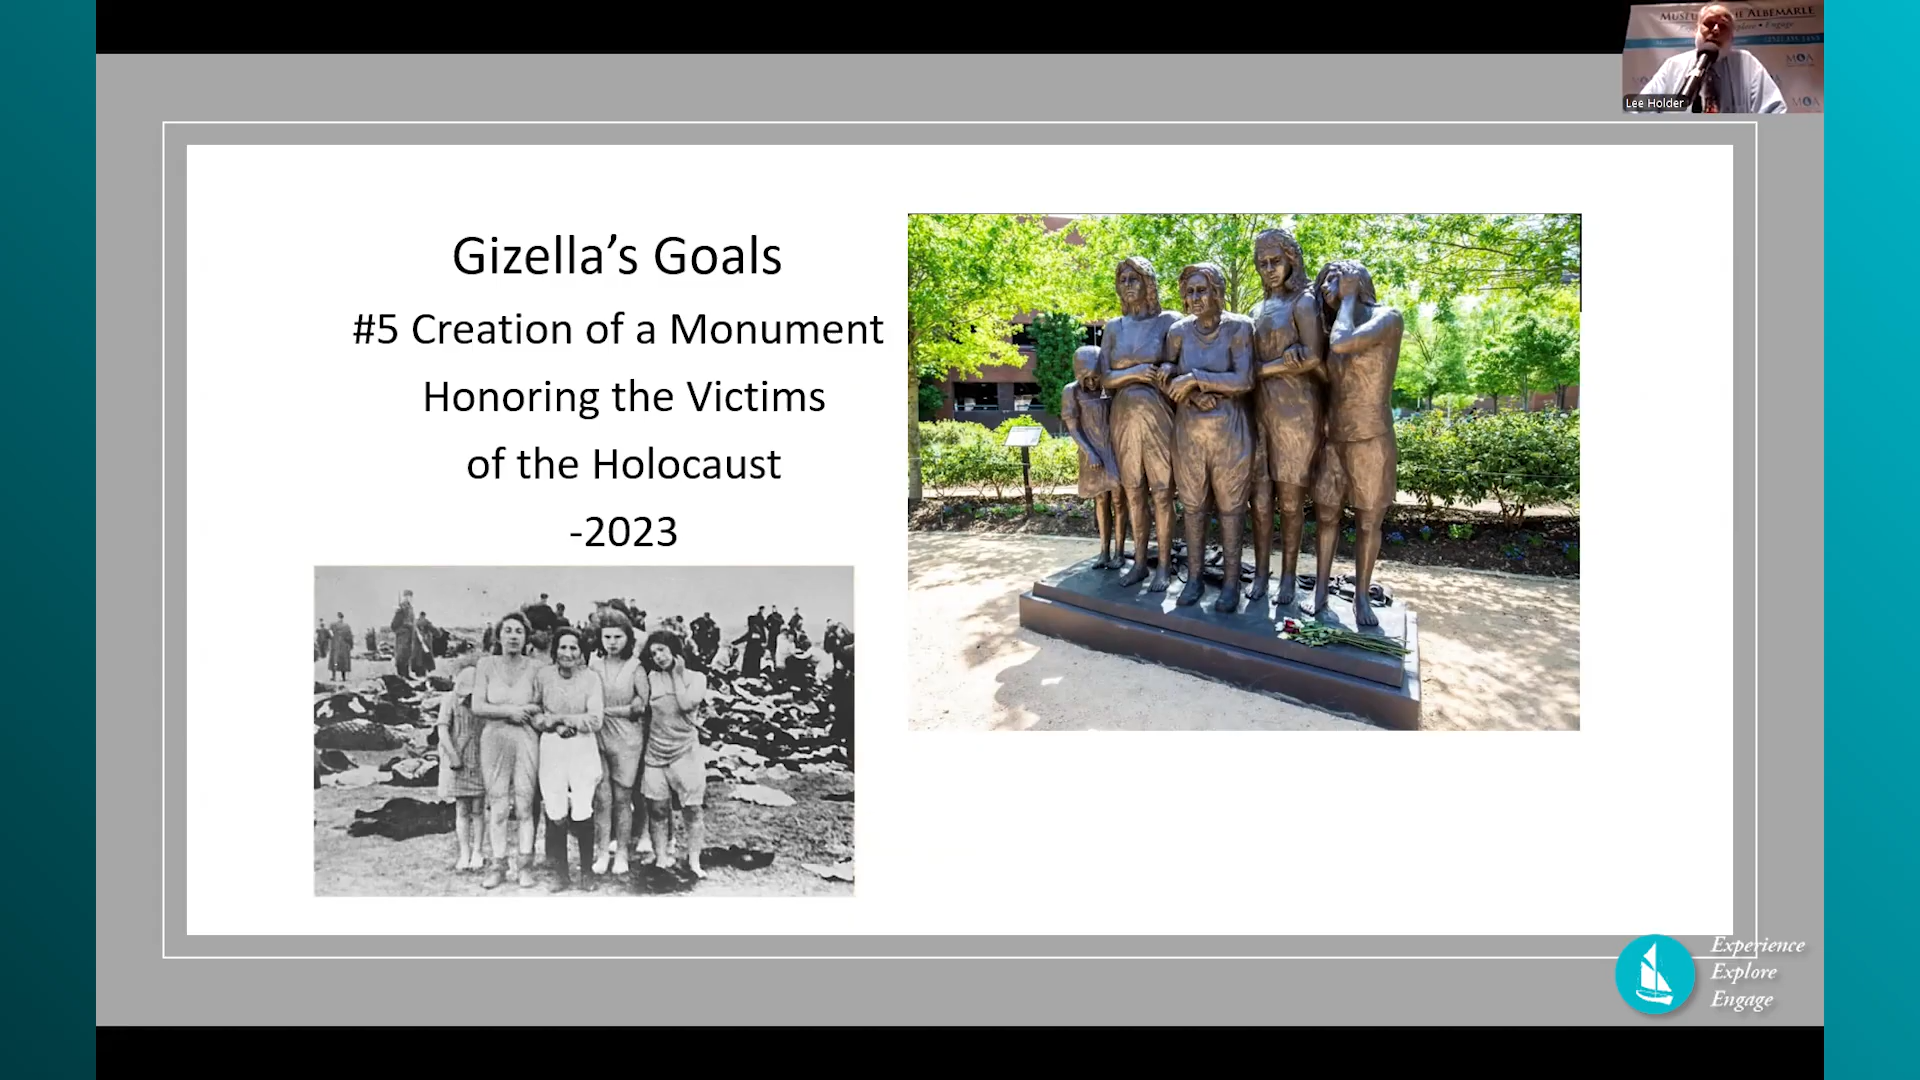 Gizella’s Goals
#5 Creation of a Monument
Honoring the Victims
of the Holocaust
-2023
Lee Holder
Experience
Explore
Engage